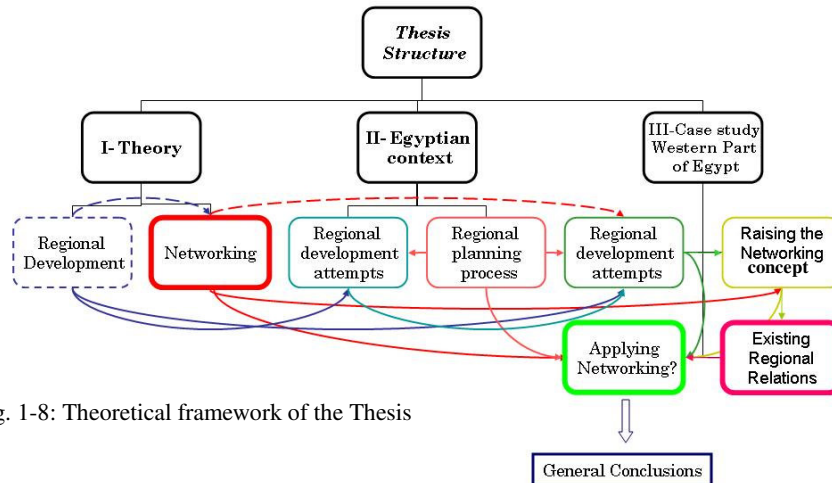 Thesis
Structure
I- Theory
II- Egyptian
context
III-Case study
Western Part
of Egypt
Regional
Development
Networking
Regional
development
attempts
Regional
planning
process
Regional
development
attempts
Raising the
Networking
concept
Applying
Networking?
Existing
Regional
Relations
g. 1-8: Theoretical framework of the Thesis
General Conclusions